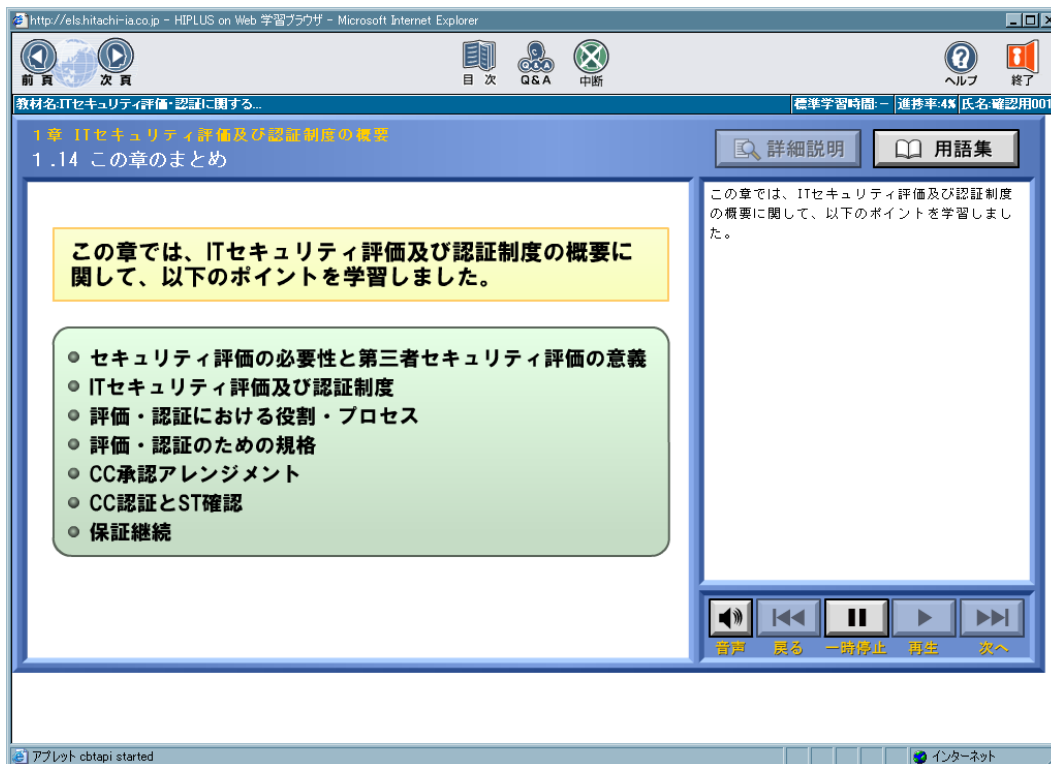 http://els.hitachi-ia.co.jp - HIPLUS on Web 学習ブラウザ - Microsoft Internet Explorer
前 頁
次 頁
目 次
Q&A
中断
ヘルプ
終了
教材名:ITセキュリティ評価・認証に関する...
標準学習時間:－ 進捗率:4% 氏名:確認用001
1章 ITセキュリティ評価及び認証制度の概要
1.14 この章のまとめ
詳細説明
用語集
この章では、ITセキュリティ評価及び認証制度の概要に
関して、以下のポイントを学習しました。
セキュリティ評価の必要性と第三者セキュリティ評価の意義
ITセキュリティ評価及び認証制度
評価・認証における役割・プロセス
評価・認証のための規格
CC承認アレンジメント
CC認証とST確認
保証継続
この章では、ITセキュリティ評価及び認証制度
の概要に関して、以下のポイントを学習しまし
た。
音声
戻る
一時停止
再生
次へ
アプレット cbtapi started
インターネット